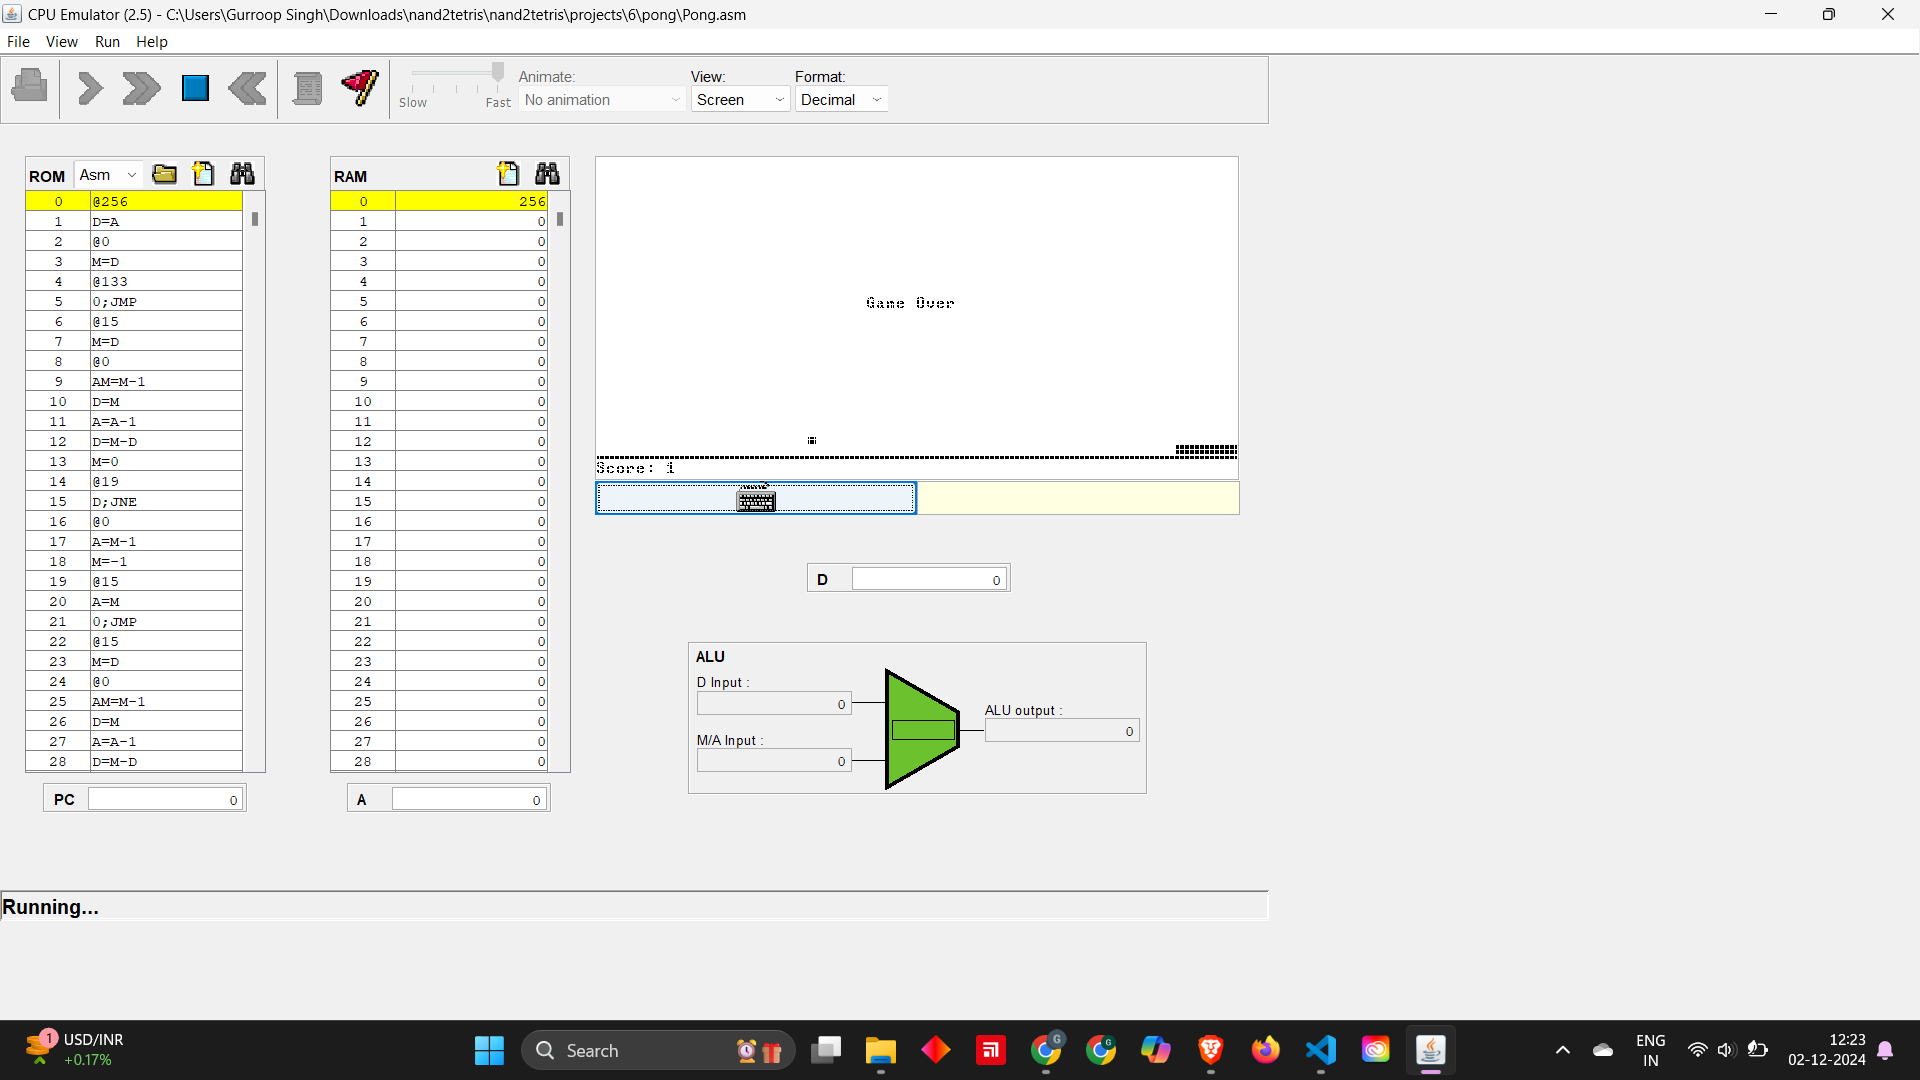 CPU Emulator (2.5) - C:\Users\Gurroop Singh\Downloads\nand2tetris\nand2tetris\projects\6\pong\Pong.asm
File View Run Help
Slow Fast
Animate:
No animation
View:
Screen
Format:
Decimal
ROM Asm
0 @256
1 D=A
2 @0
3 M=D
4 @133
5 0;JMP
6 @15
7 M=D
8 @0
9 AM=M-1
10 D=M
11 A=A-1
12 D=M-D
13 M=0
14 @19
15 D;JNE
16 @0
17 A=M-1
18 M=-1
19 @15
20 A=M
21 0;JMP
22 @15
23 M=D
24 @0
25 AM=M-1
26 D=M
27 A=A-1
28 D=M-D
PC 0
RAM
0 256
1 0
2 0
3 0
4 0
5 0
6 0
7 0
8 0
9 0
10 0
11 0
12 0
13 0
14 0
15 0
16 0
17 0
18 0
19 0
20 0
21 0
22 0
23 0
24 0
25 0
26 0
27 0
28 0
A 0
Game Over
Score: 1
D 0
ALU
D Input :
0
M/A Input :
0
ALU output :
0
Running...
1
USD/INR
+0.17%
Search
G
G
ENG
IN
12:23
02-12-2024